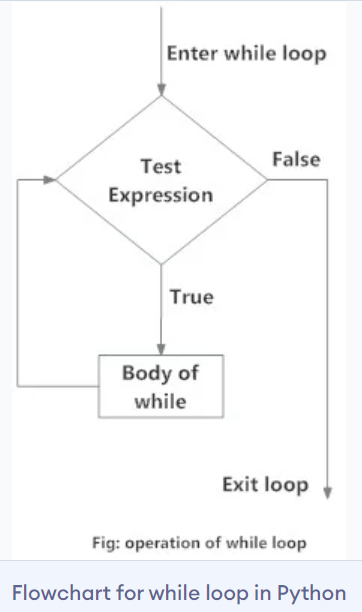 Enter while loop
Test
Expression
False
True
Body of
while
Exit loop
Fig: operation of while loop
Flowchart for while loop in Python